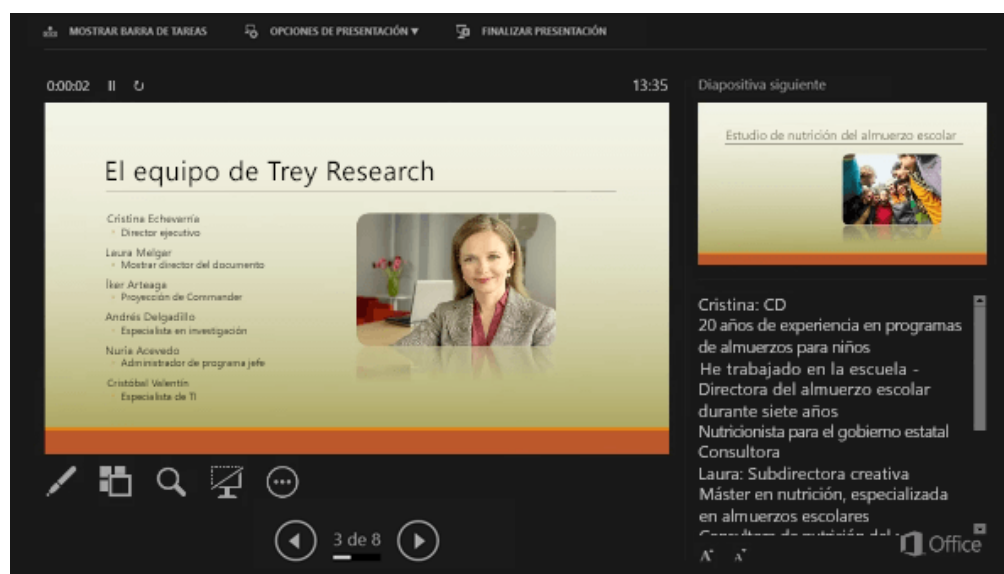 MOSTRAR BARRA DE TAREAS
OPCIONES DE PRESENTACIÓN ▼
FINALIZAR PRESENTACIÓN
0:00:02
13:35
El equipo de Trey Research
Cristina Echeverría
Director ejecutivo
Laura Melgar
Mostrar director del documento
Íker Arteaga
Proyección de Commander
Andrés Delgadillo
Especialista en investigación
Nuria Acevedo
Administrador de programa jefe
Cristóbal Valentín
Especialista de TI
3 de 8
Diapositiva siguiente
Estudio de nutrición del almuerzo escolar
Cristina: CD
20 años de experiencia en programas
de almuerzos para niños
He trabajado en la escuela -
Directora del almuerzo escolar
durante siete años
Nutricionista para el gobierno estatal
Consultora
Laura: Subdirectora creativa
Máster en nutrición, especializada
en almuerzos escolares
Consultora de nutrición del
A A
Office